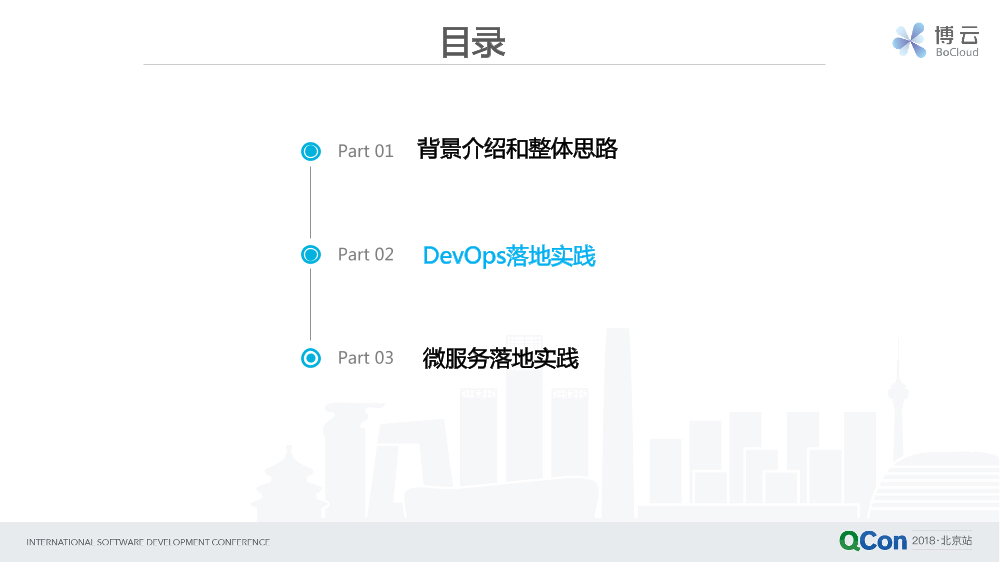 目录
博云
BoCloud
Part 01 背景介绍和整体思路
Part 02 DevOps落地实践
Part 03 微服务落地实践
INTERNATIONAL SOFTWARE DEVELOPMENT CONFERENCE
QCon 2018·北京站